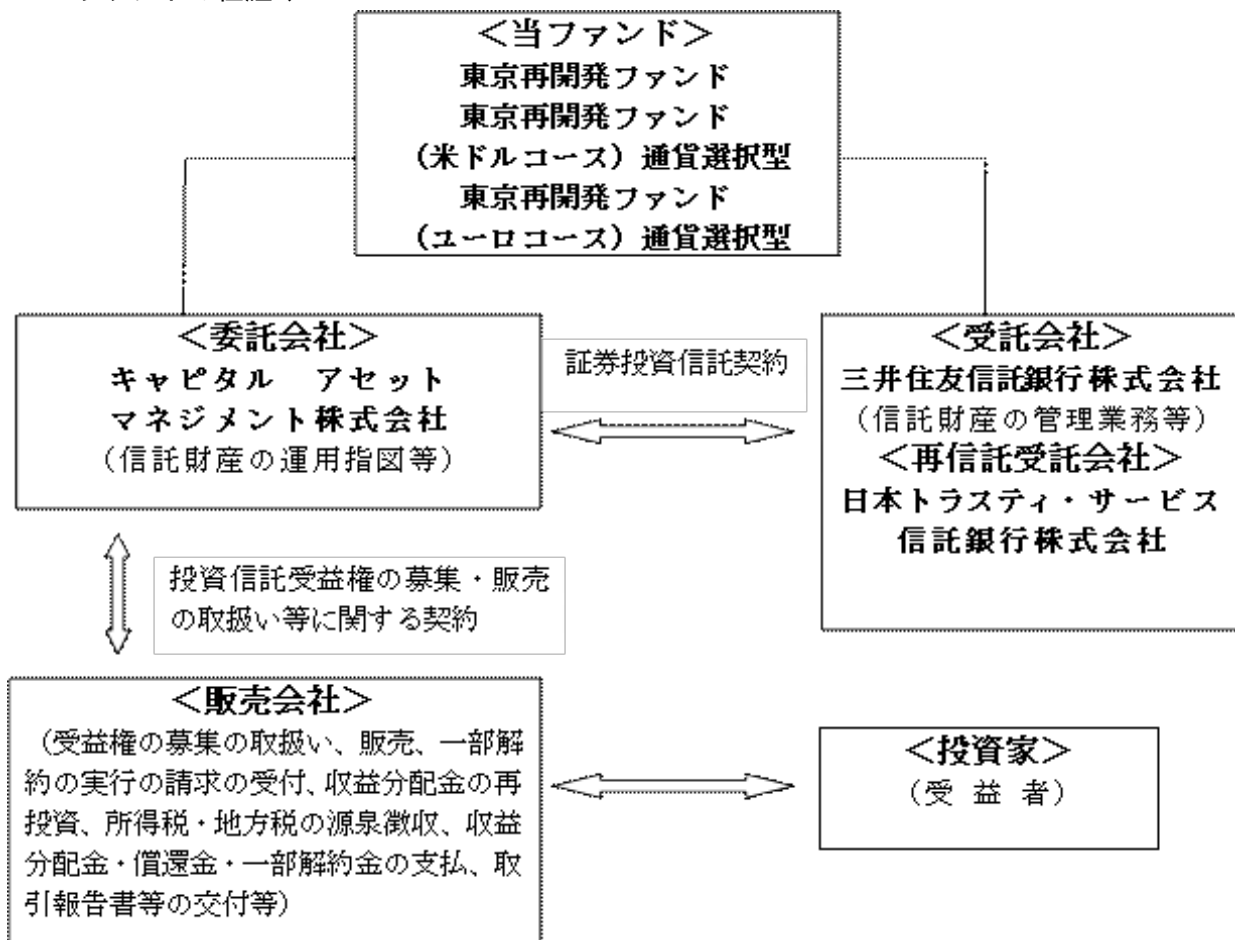 ＜当ファンド＞
東京再開発ファンド
東京再開発ファンド
（米ドルコース）通貨選択型
東京再開発ファンド
（ユーロコース）通貨選択型
＜委託会社＞
キャピタル　アセット
マネジメント株式会社
（信託財産の運用指図等）
証券投資信託契約
＜受託会社＞
三井住友信託銀行株式会社
（信託財産の管理業務等）
＜再信託受託会社＞
日本トラスティ・サービス
信託銀行株式会社
投資信託受益権の募集・販売
の取扱い等に関する契約
＜販売会社＞
（受益権の募集の取扱い、販売、一部解
約の実行の請求の受付、収益分配金の再
投資、所得税・地方税の源泉徴収、収益
分配金・償還金・一部解約金の支払、取
引報告書等の交付等）
＜投資家＞
（受 益 者）